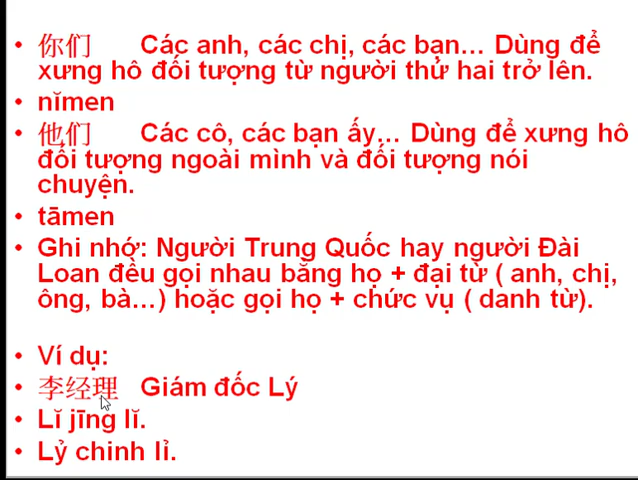 • 你们 Các anh, các chị, các bạn... Dùng để
xưng hô đối tượng từ người thứ hai trở lên.
• nĭmen
• 他们 Các cô, các bạn ấy... Dùng để xưng hô
đối tượng ngoài mình và đối tượng nói
chuyện.
• tāmen
• Ghi nhớ: Người Trung Quốc hay người Đài
Loan đều gọi nhau bằng họ + đại từ ( anh, chị,
ông, bà...) hoặc gọi họ + chức vụ ( danh từ).
• Ví dụ:
• 李经理 Giám đốc Lý
• Lĭ jīng lĭ.
• Lỷ chinh lỉ.